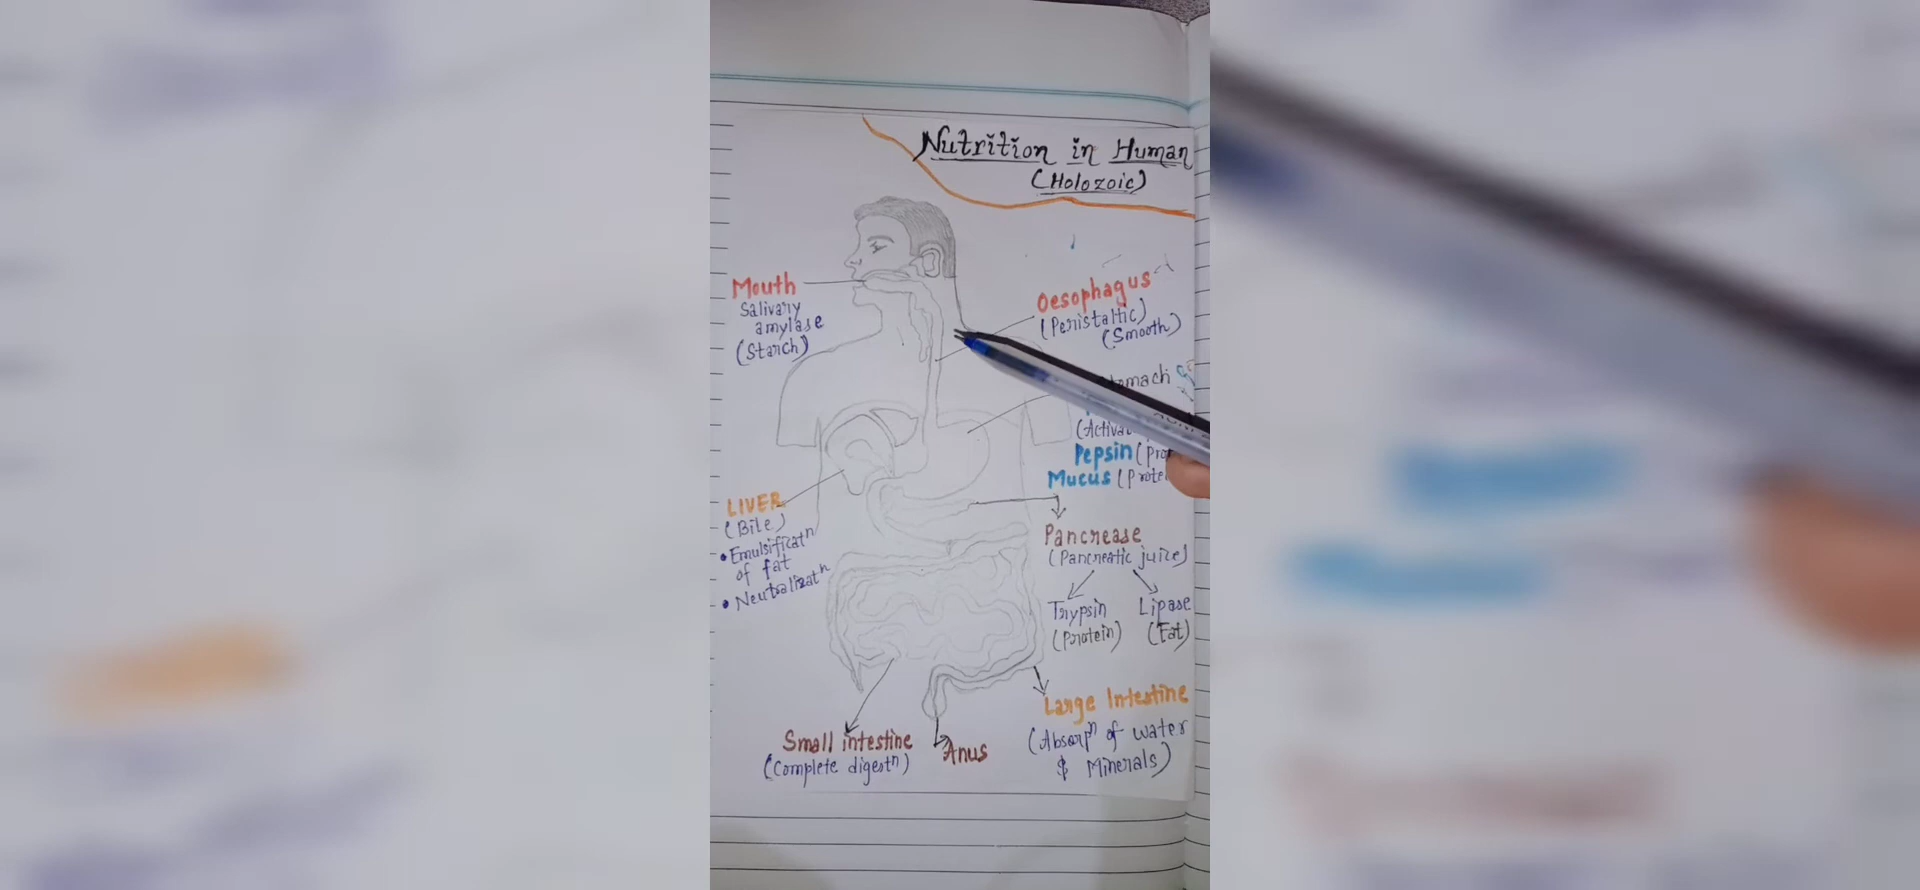 Nutrition in Human
(Holozoic)
Mouth
Salivary
amylase
(Starch)
Oesophagus
(Peristaltic)
(Smooth)
Pepsin
Mucus
LIVER
(Bile)
• Emulsificatⁿ
of fat
• Neutralizatⁿ
Pancrease
(Pancreatic juice)
Trypsin
(Protein)
Lipase
(Fat)
Large Intestine
(Absorpⁿ of water
& Minerals)
Small intestine
(Complete digestⁿ)
Anus